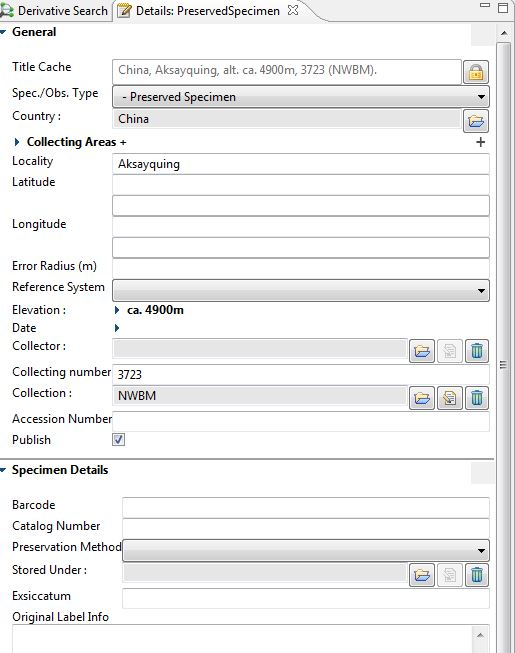 Derivative Search
Details: PreservedSpecimen
General
Title Cache
China, Aksayquing, alt. ca. 4900m, 3723 (NWBM).
Spec./Obs. Type
- Preserved Specimen
Country :
China
Collecting Areas +
+
Locality
Aksayquing
Latitude
Longitude
Error Radius (m)
Reference System
Elevation :
ca. 4900m
Date
Collector :
Collecting number
3723
Collection :
NWBM
Accession Number
Publish
Specimen Details
Barcode
Catalog Number
Preservation Method
Stored Under :
Exsiccatum
Original Label Info